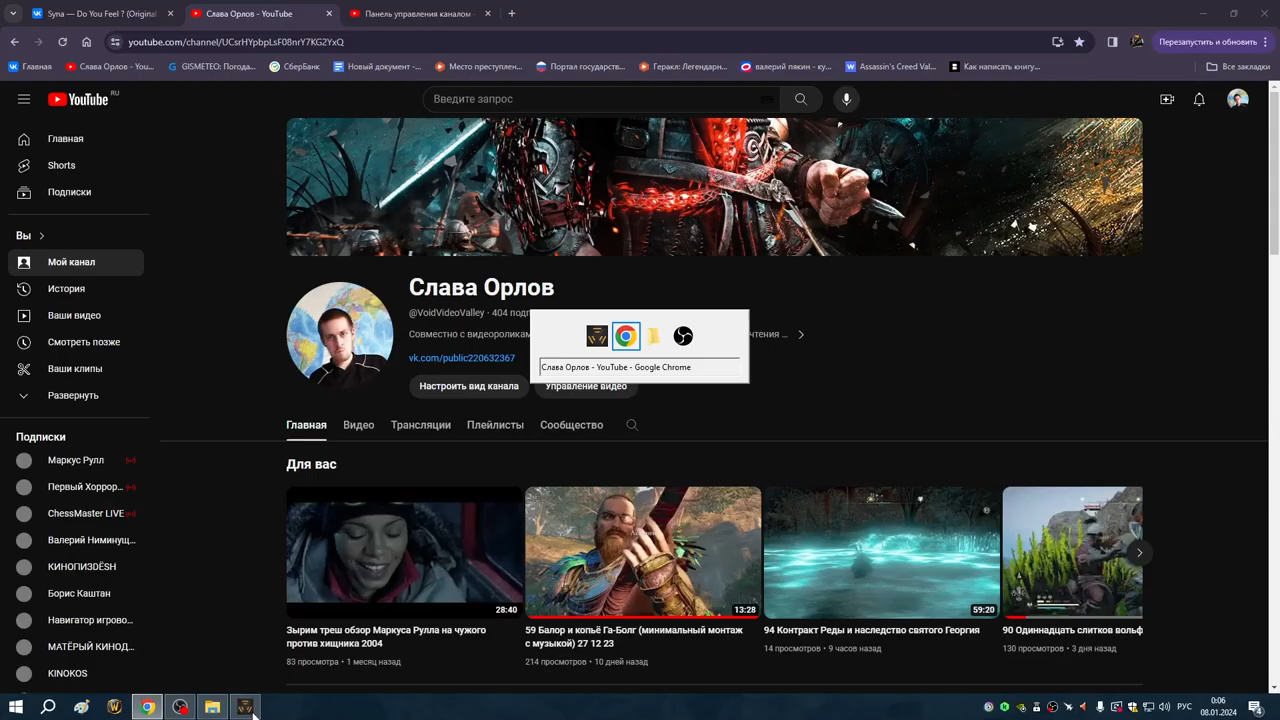 Syna — Do You Feel ? (Original
Слава Орлов - YouTube
Панель управления каналом
youtube.com/channel/UCsrHYpbpLsF08nrY7KG2YxQ
Перезапустить и обновить
Главная
Слава Орлов - You...
GISMETEO: Погода...
СберБанк
Новый документ -...
Место преступлен...
Портал государств...
Геракл: Легендарн...
валерий пякин - ку...
Assassin's Creed Val...
Как написать книгу...
Все закладки
YouTube RU
Введите запрос
Главная
Shorts
Подписки
Вы
Мой канал
История
Ваши видео
Смотреть позже
Ваши клипы
Развернуть
Подписки
Маркус Рулл
Первый Хоррор...
ChessMaster LIVE
Валерий Ниминущ...
КИНОПИЗDЁSH
Борис Каштан
Навигатор игрово...
МАТЁРЫЙ КИНОД...
KINOKOS
Слава Орлов
@VoidVideoValley · 404 подп
Совместно с видеороликам
чтения ...
vk.com/public220632367
Слава Орлов - YouTube - Google Chrome
Настроить вид канала
Управление видео
Главная
Видео
Трансляции
Плейлисты
Сообщество
Для вас
28:40
13:28
59:20
Зырим треш обзор Маркуса Рулла на чужого
против хищника 2004
83 просмотра • 1 месяц назад
59 Балор и копьё Га-Болг (минимальный монтаж
с музыкой) 27 12 23
214 просмотров • 10 дней назад
94 Контракт Реды и наследство святого Георгия
14 просмотров • 9 часов назад
90 Одиннадцать слитков вольф
130 просмотров • 3 дня назад
РУС
0:06
08.01.2024